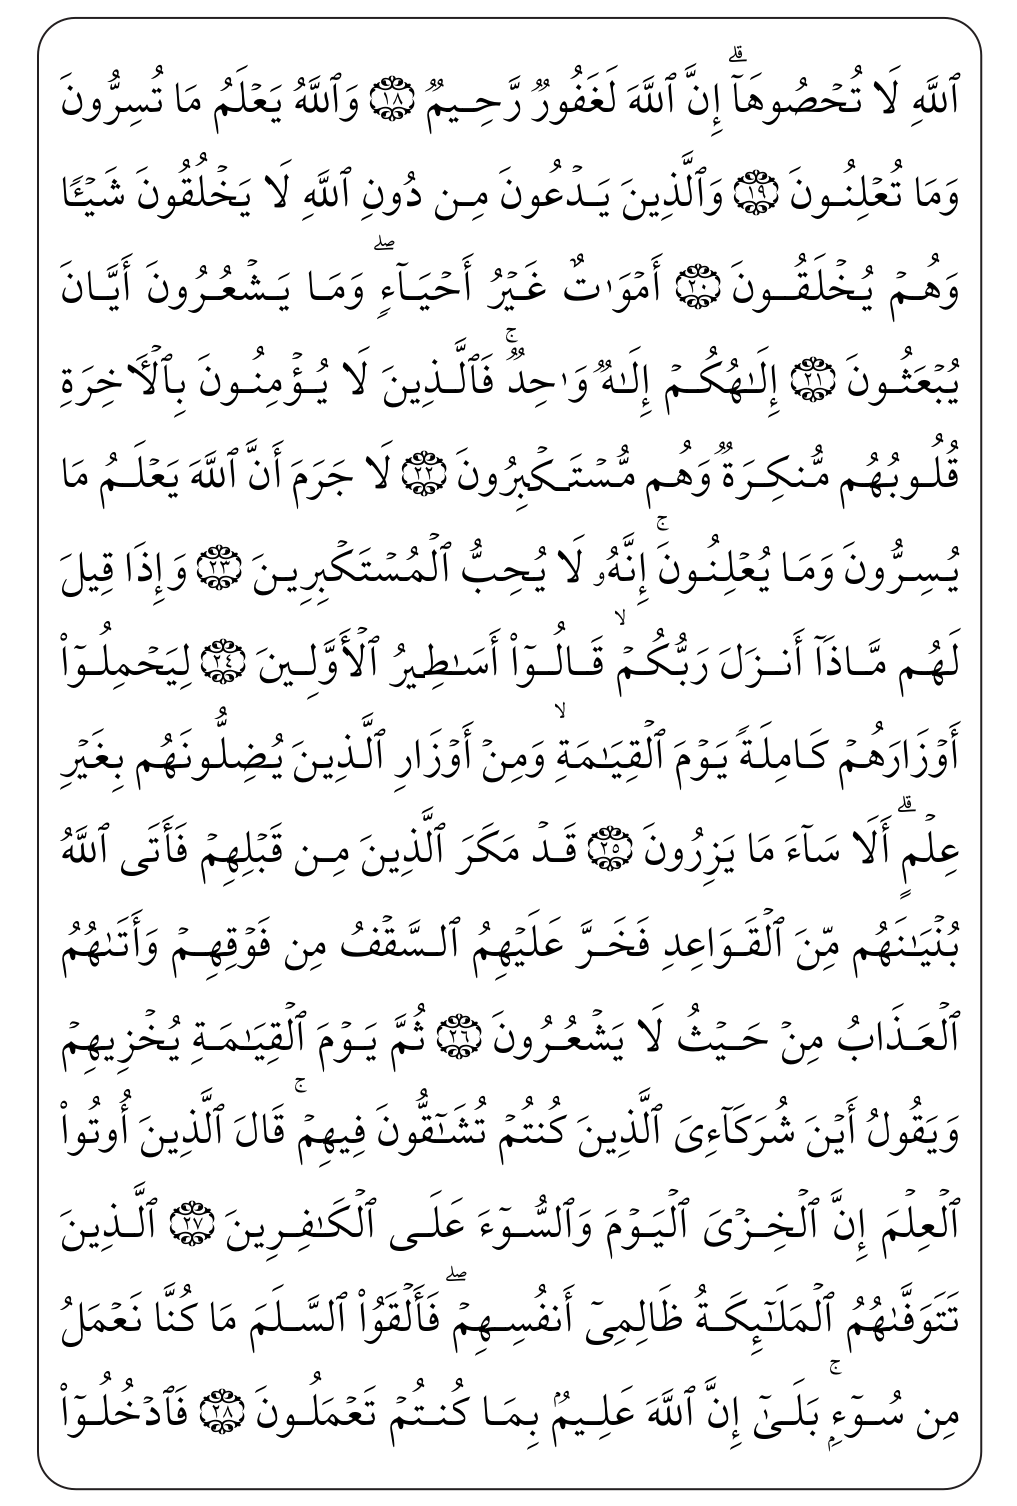 ٱللَّهِ لَا تُحۡصُوهَآۗ إِنَّ ٱللَّهَ لَغَفُورٞ رَّحِيمٞ ١٨ وَٱللَّهُ يَعۡلَمُ مَا تُسِرُّونَ
وَمَا تُعۡلِنُونَ ١٩ وَٱلَّذِينَ يَدۡعُونَ مِن دُونِ ٱللَّهِ لَا يَخۡلُقُونَ شَيۡـٔٗا
وَهُمۡ يُخۡلَقُونَ ٢٠ أَمۡوَٰتٌ غَيۡرُ أَحۡيَآءٖۖ وَمَا يَشۡعُرُونَ أَيَّانَ
يُبۡعَثُونَ ٢١ إِلَٰهُكُمۡ إِلَٰهٞ وَٰحِدٞۚ فَٱلَّذِينَ لَا يُؤۡمِنُونَ بِٱلۡأٓخِرَةِ
قُلُوبُهُم مُّنكِرَةٞ وَهُم مُّسۡتَكۡبِرُونَ ٢٢ لَا جَرَمَ أَنَّ ٱللَّهَ يَعۡلَمُ مَا
يُسِرُّونَ وَمَا يُعۡلِنُونَۚ إِنَّهُۥ لَا يُحِبُّ ٱلۡمُسۡتَكۡبِرِينَ ٢٣ وَإِذَا قِيلَ
لَهُم مَّاذَآ أَنزَلَ رَبُّكُمۡۙ قَالُوٓاْ أَسَٰطِيرُ ٱلۡأَوَّلِينَ ٢٤ لِيَحۡمِلُوٓاْ
أَوۡزَارَهُمۡ كَامِلَةٗ يَوۡمَ ٱلۡقِيَٰمَةِۙ وَمِنۡ أَوۡزَارِ ٱلَّذِينَ يُضِلُّونَهُم بِغَيۡرِ
عِلۡمٍۗ أَلَا سَآءَ مَا يَزِرُونَ ٢٥ قَدۡ مَكَرَ ٱلَّذِينَ مِن قَبۡلِهِمۡ فَأَتَى ٱللَّهُ
بُنۡيَٰنَهُم مِّنَ ٱلۡقَوَاعِدِ فَخَرَّ عَلَيۡهِمُ ٱلسَّقۡفُ مِن فَوۡقِهِمۡ وَأَتَىٰهُمُ
ٱلۡعَذَابُ مِنۡ حَيۡثُ لَا يَشۡعُرُونَ ٢٦ ثُمَّ يَوۡمَ ٱلۡقِيَٰمَةِ يُخۡزِيهِمۡ
وَيَقُولُ أَيۡنَ شُرَكَآءِىَ ٱلَّذِينَ كُنتُمۡ تُشَٰٓقُّونَ فِيهِمۡۚ قَالَ ٱلَّذِينَ أُوتُواْ
ٱلۡعِلۡمَ إِنَّ ٱلۡخِزۡىَ ٱلۡيَوۡمَ وَٱلسُّوٓءَ عَلَى ٱلۡكَٰفِرِينَ ٢٧ ٱلَّذِينَ
تَتَوَفَّىٰهُمُ ٱلۡمَلَٰٓئِكَةُ ظَالِمِىٓ أَنفُسِهِمۡۖ فَأَلۡقَوُاْ ٱلسَّلَمَ مَا كُنَّا نَعۡمَلُ
مِن سُوٓءِۭۚ بَلَىٰٓ إِنَّ ٱللَّهَ عَلِيمُۢ بِمَا كُنتُمۡ تَعۡمَلُونَ ٢٨ فَٱدۡخُلُوٓاْ